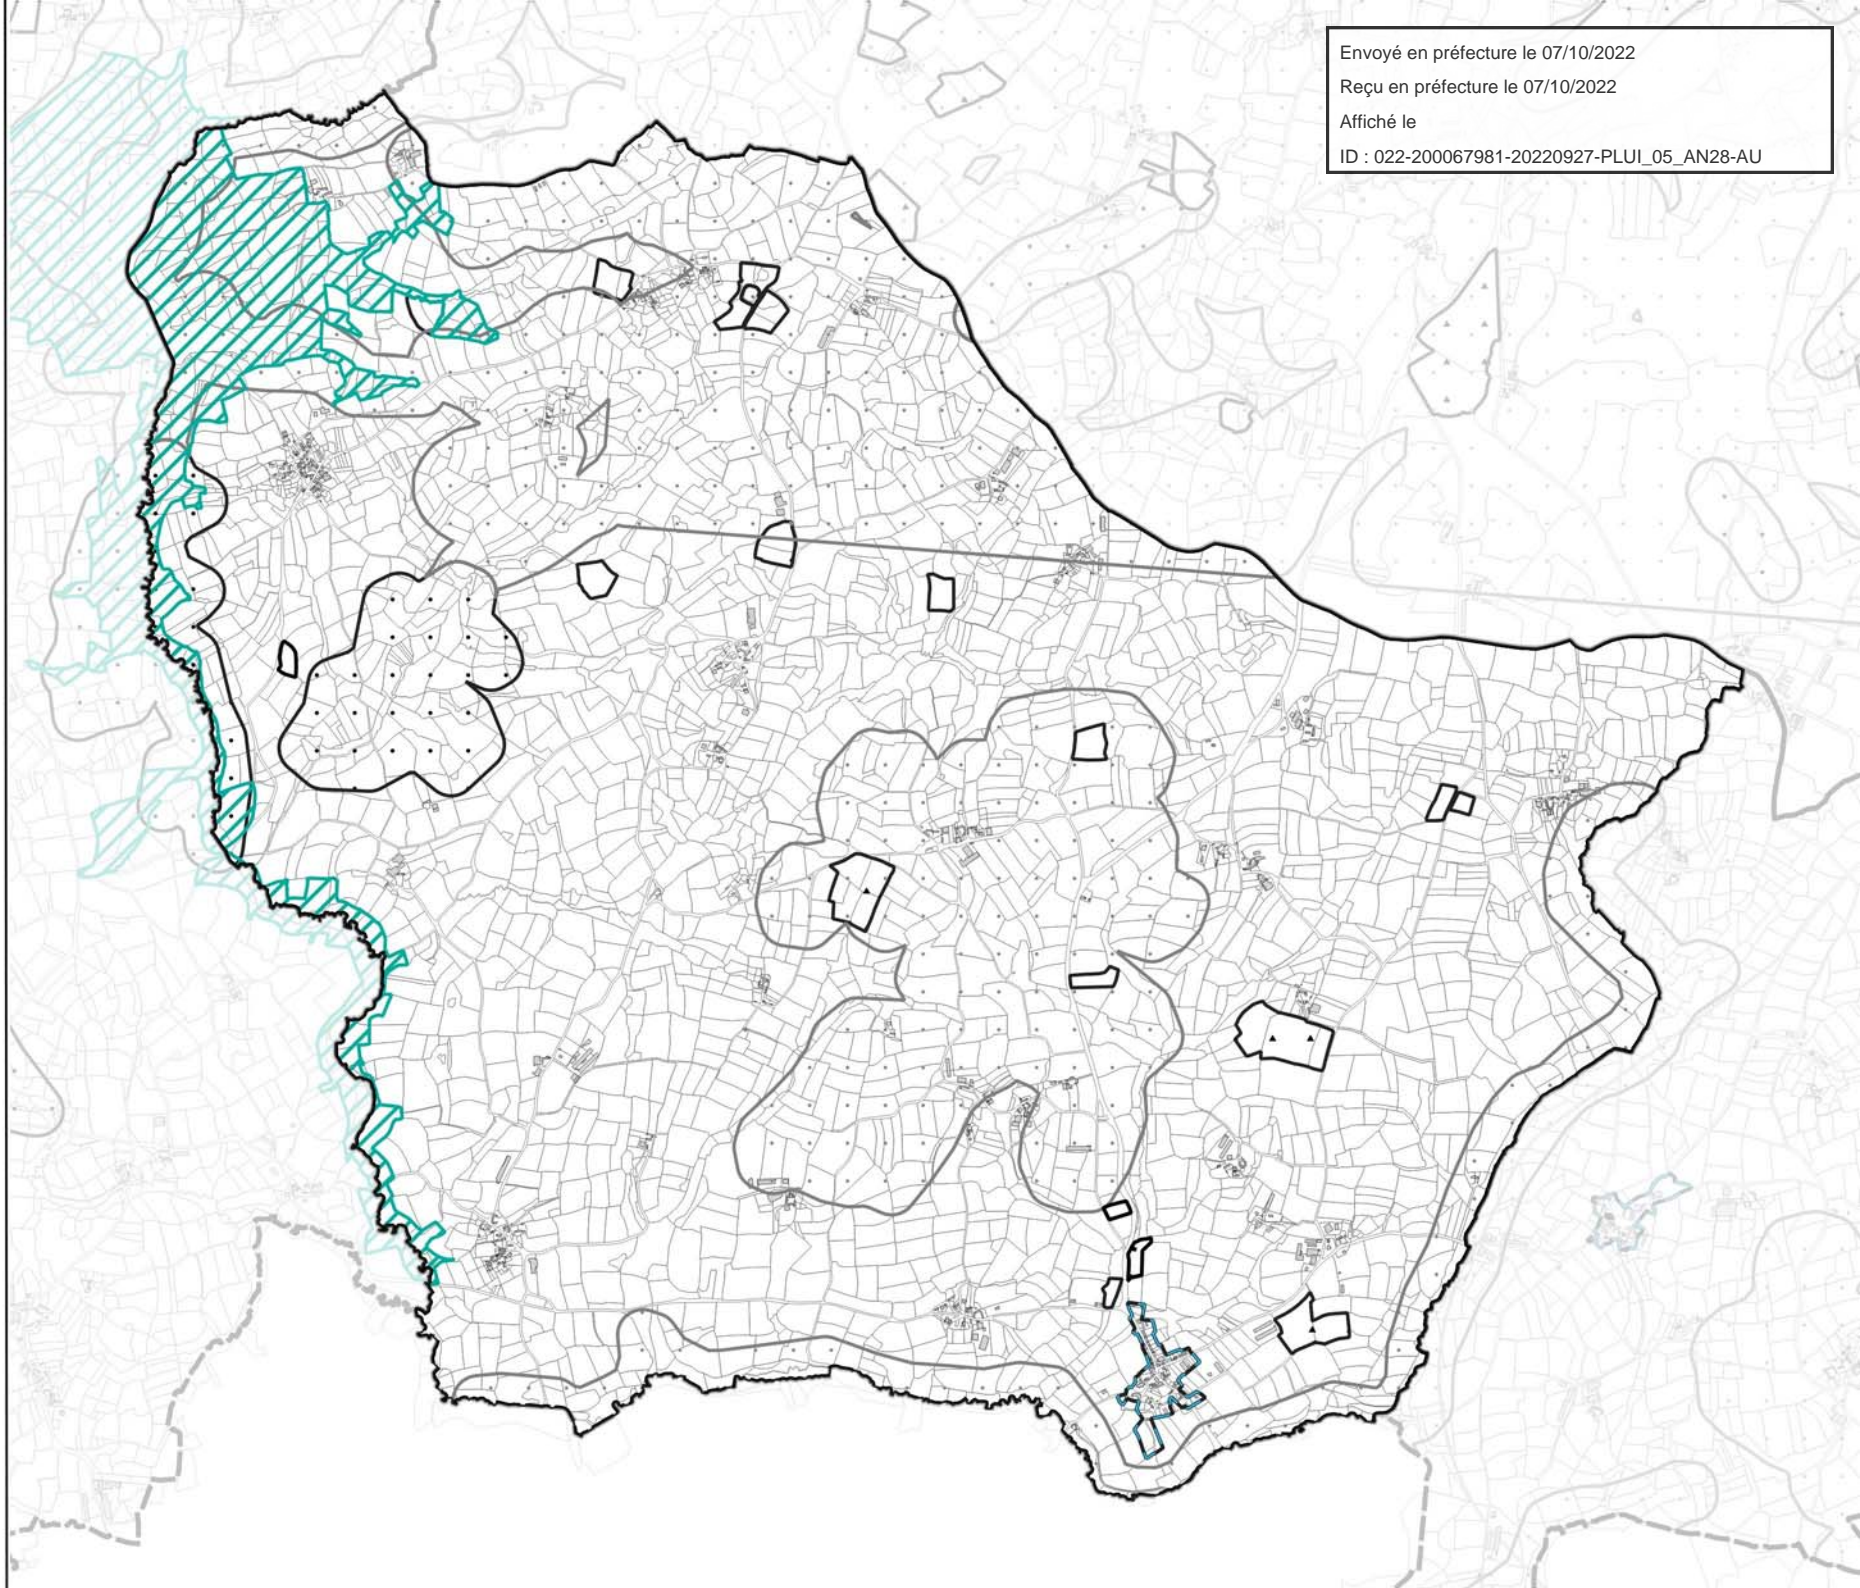 Envoyé en préfecture le 07/10/2022
Reçu en préfecture le 07/10/2022
Affiché le
ID : 022-200067981-20220927-PLUI_05_AN28-AU